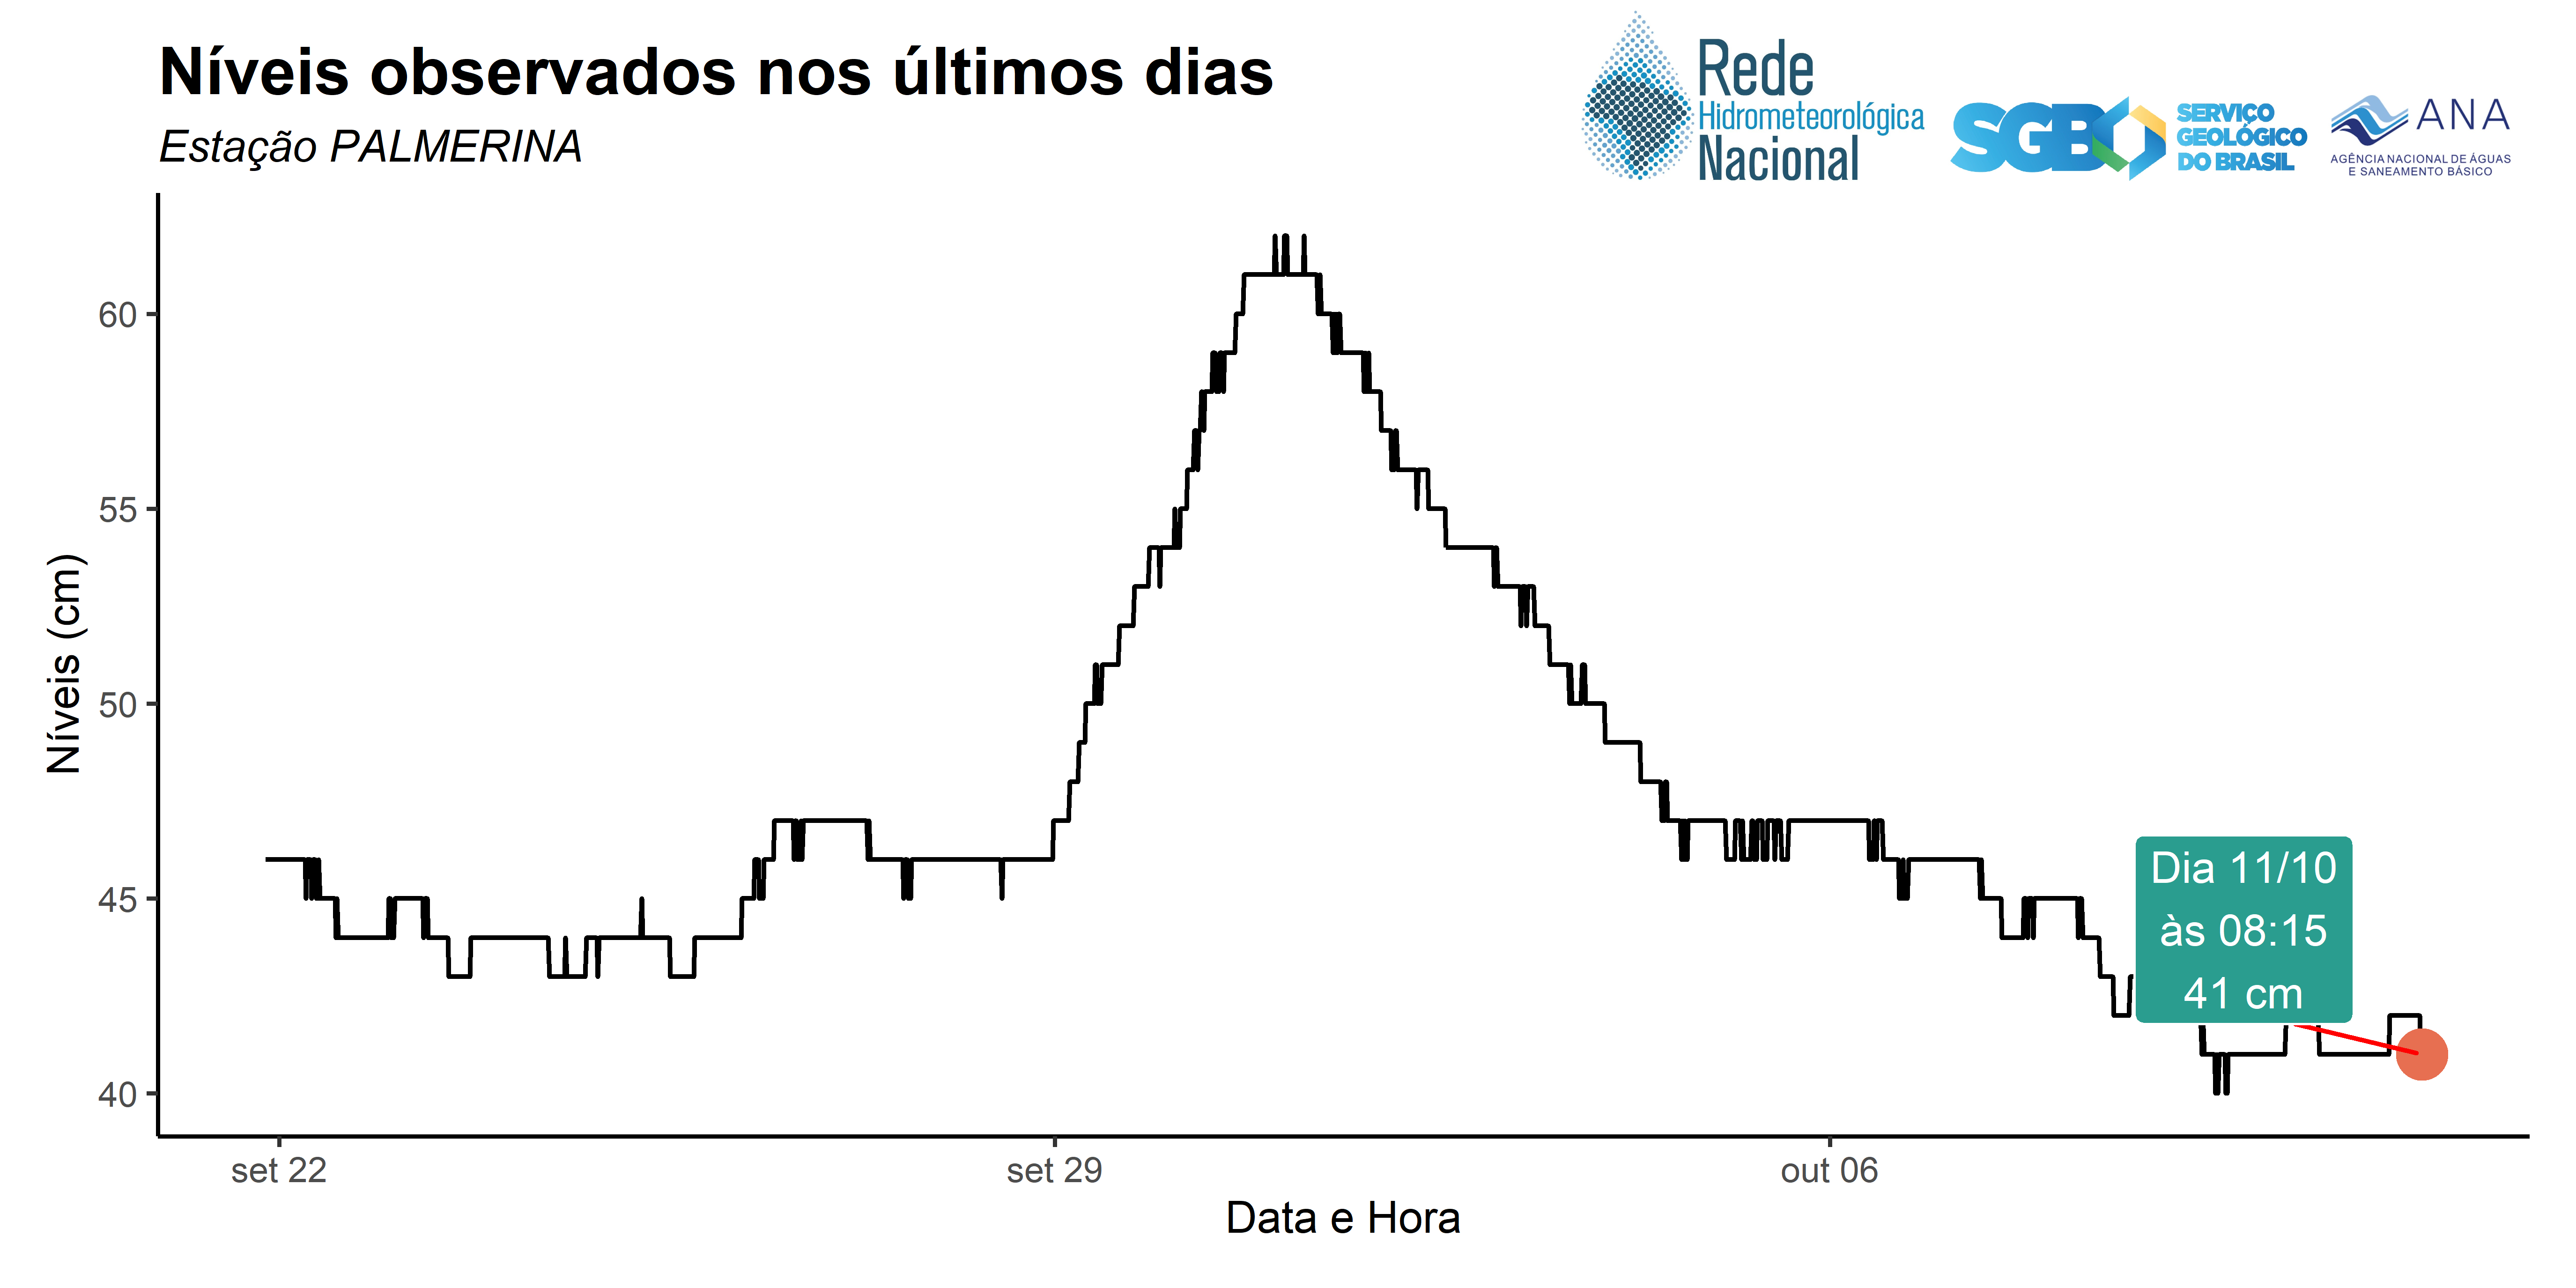 Níveis observados nos últimos dias
Estação PALMERINA
Rede
Hidrometeorológica
Nacional
SGB
SERVIÇO
GEOLÓGICO
DO BRASIL
ANA
AGÊNCIA NACIONAL DE ÁGUAS
E SANEAMENTO BÁSICO
Níveis (cm)
60
55
50
45
40
Dia 11/10
às 08:15
41 cm
set 22
set 29
out 06
Data e Hora